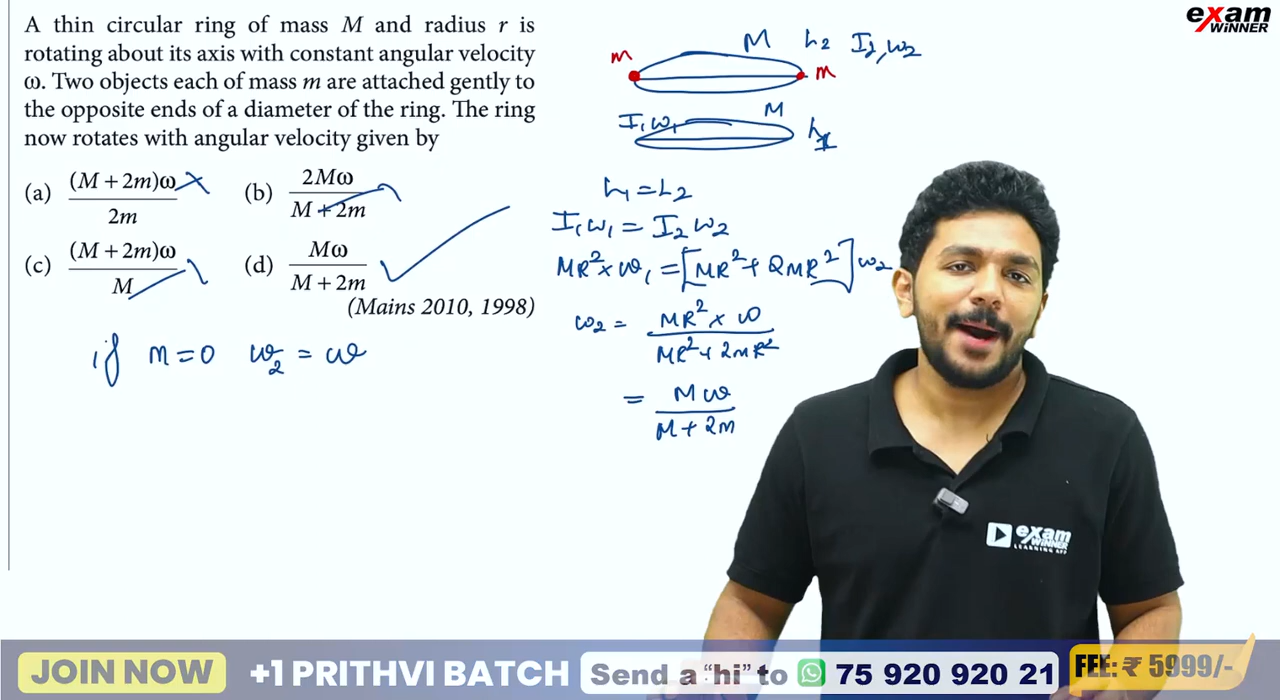 A thin circular ring of mass M and radius r is
rotating about its axis with constant angular velocity
ω. Two objects each of mass m are attached gently to
the opposite ends of a diameter of the ring. The ring
now rotates with angular velocity given by
(a) (M + 2m)ω / 2m (b) 2Mω / M + 2m
(c) (M + 2m)ω / M (d) Mω / M + 2m
(Mains 2010, 1998)
if m = 0 ω₂ = ω
m M L₂ I₂, ω₂
m
I₁ω₁ M L₁
L₁ = L₂
I₁ω₁ = I₂ω₂
MR² × ω₁ = [MR² + 2MR²] ω₂
ω₂ = MR² × ω / MR² + 2mR²
= Mω / M + 2m
exam
WiNNER
exam
WINNER
LEARNING APP
JOIN NOW +1 PRITHVI BATCH Send a “hi” to 75 920 920 21 FEE: ₹ 5999/-